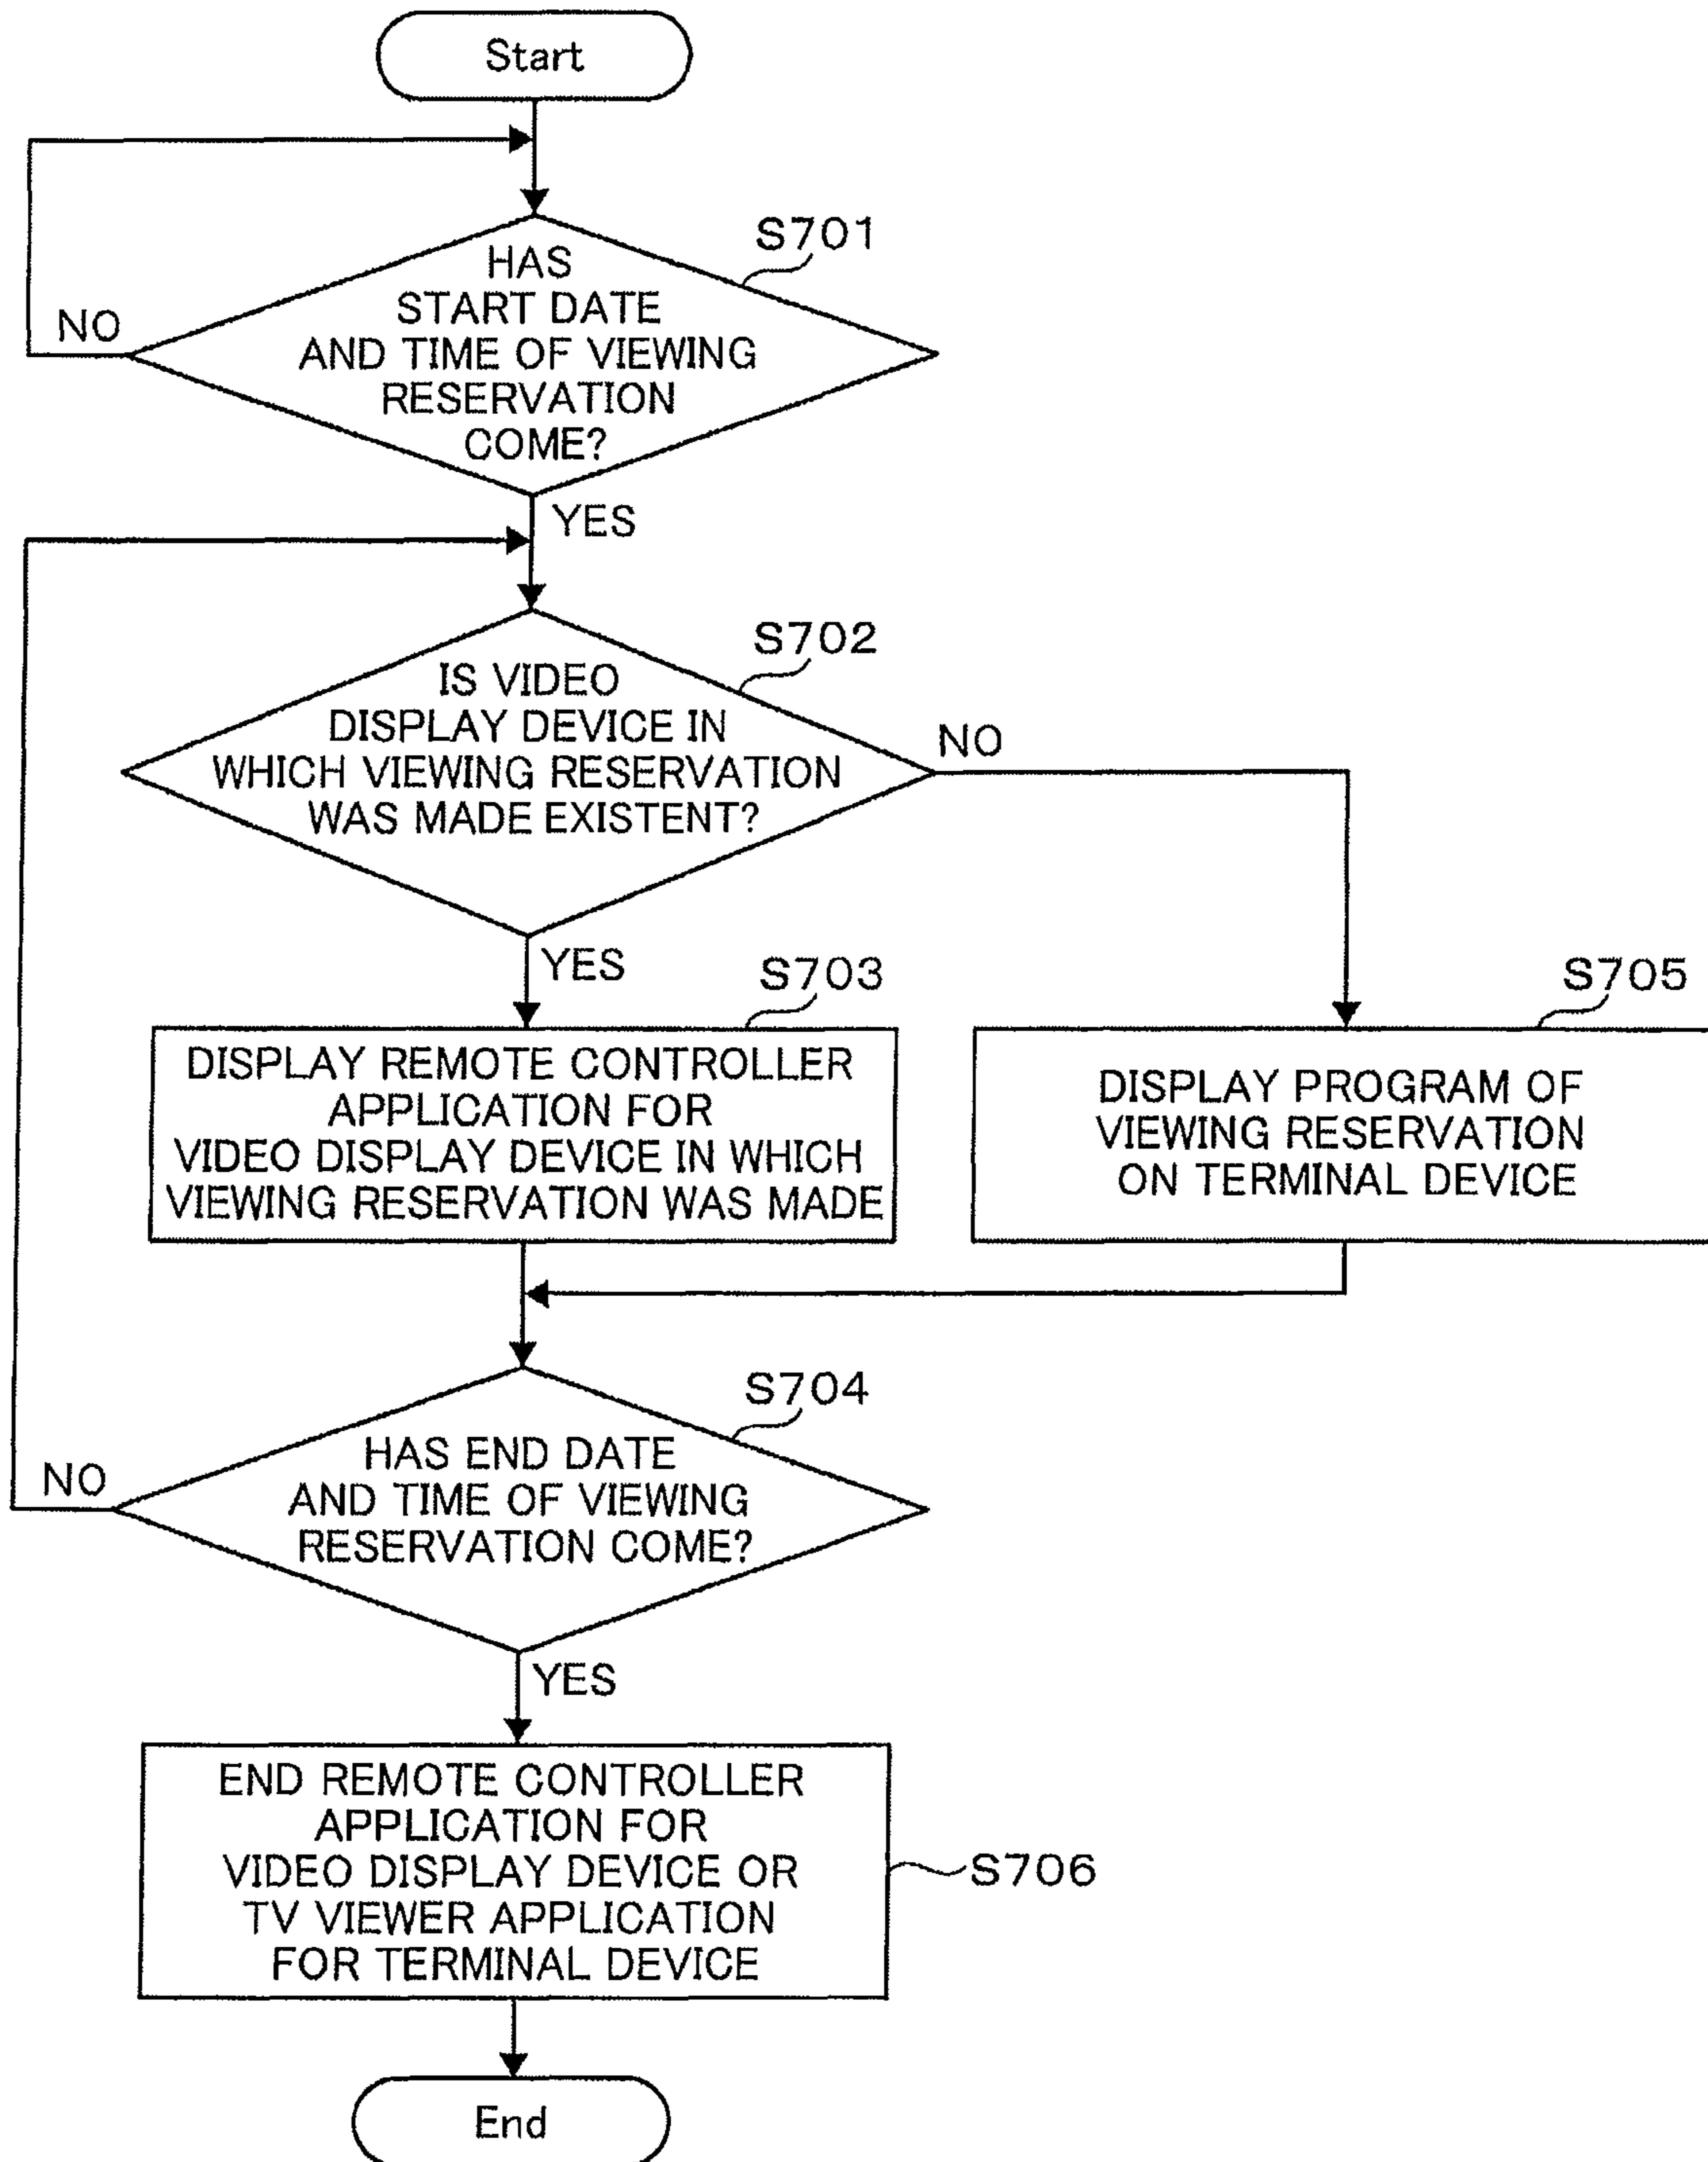 Start
S701
HAS
START DATE
AND TIME OF VIEWING
RESERVATION
COME?
NO
YES
S702
IS VIDEO
DISPLAY DEVICE IN
WHICH VIEWING RESERVATION
WAS MADE EXISTENT?
NO
YES
S703
DISPLAY REMOTE CONTROLLER
APPLICATION FOR
VIDEO DISPLAY DEVICE IN WHICH
VIEWING RESERVATION WAS MADE
S705
DISPLAY PROGRAM OF
VIEWING RESERVATION
ON TERMINAL DEVICE
S704
HAS END DATE
AND TIME OF VIEWING
RESERVATION COME?
NO
YES
END REMOTE CONTROLLER
APPLICATION FOR
VIDEO DISPLAY DEVICE OR
TV VIEWER APPLICATION
FOR TERMINAL DEVICE
S706
End